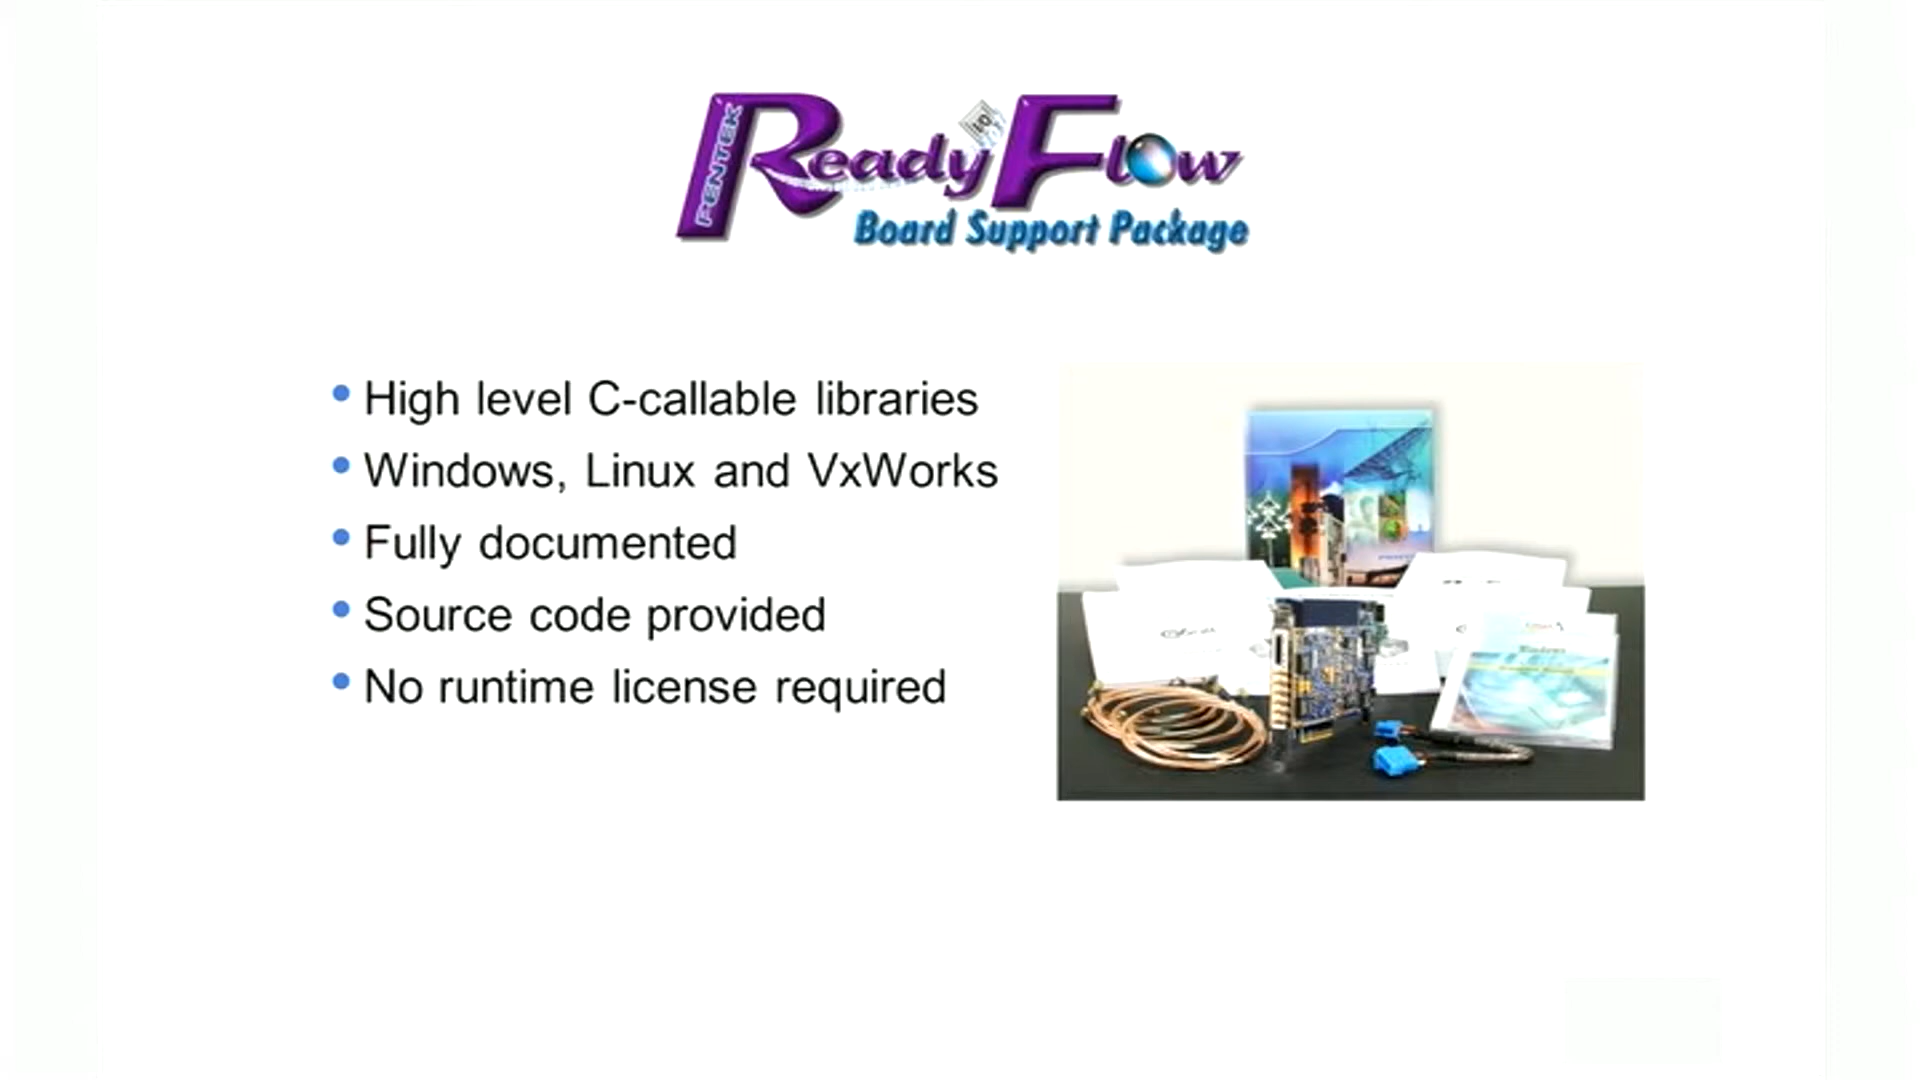 PENTEK
ReadyFlow
Board Support Package
• High level C-callable libraries
• Windows, Linux and VxWorks
• Fully documented
• Source code provided
• No runtime license required
Windows